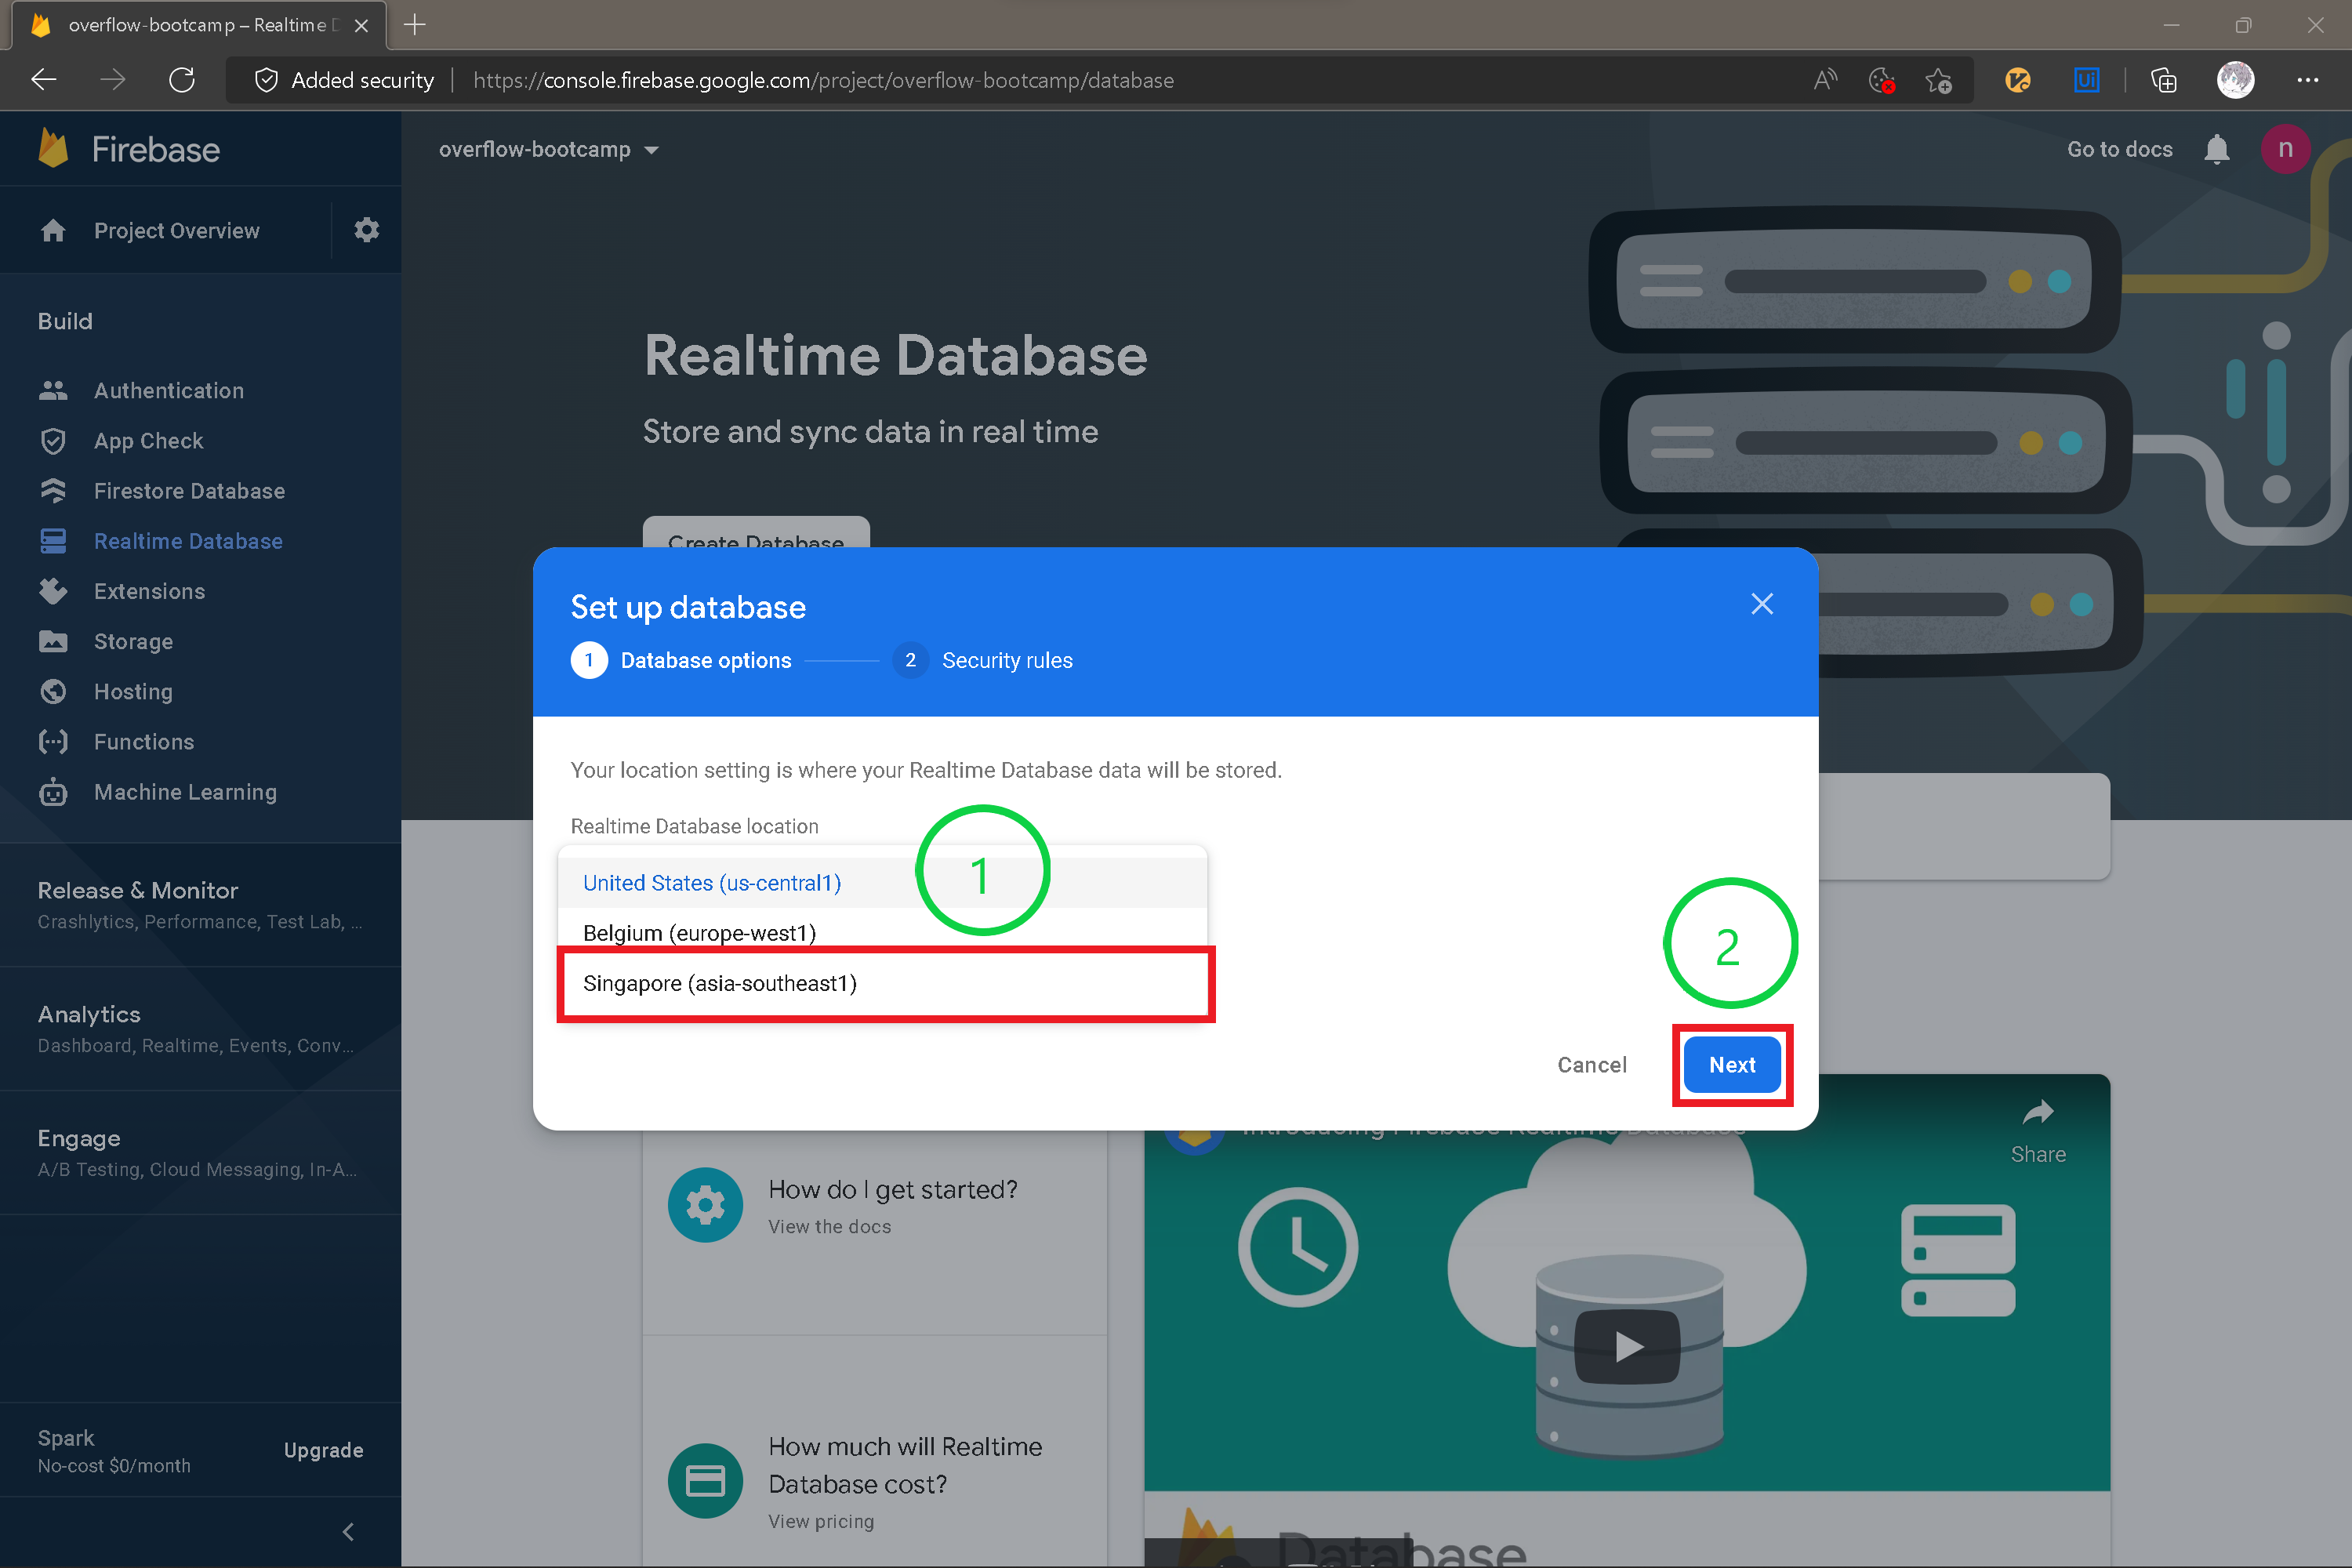 overflow-bootcamp – Realtime
Added security
https://console.firebase.google.com/project/overflow-bootcamp/database
Firebase
overflow-bootcamp
Go to docs
n
Project Overview
Build
Authentication
App Check
Firestore Database
Realtime Database
Extensions
Storage
Hosting
Functions
Machine Learning
Release & Monitor
Crashlytics, Performance, Test Lab, ...
Analytics
Dashboard, Realtime, Events, Conv...
Engage
A/B Testing, Cloud Messaging, In-A...
Spark
No-cost $0/month
Upgrade
Realtime Database
Store and sync data in real time
Create Database
Set up database
1 Database options
2 Security rules
Your location setting is where your Realtime Database data will be stored.
Realtime Database location
United States (us-central1)
1
Belgium (europe-west1)
Singapore (asia-southeast1)
2
Cancel
Next
How do I get started?
View the docs
How much will Realtime
Database cost?
View pricing
Introducing Firebase Realtime Database
Share
Database